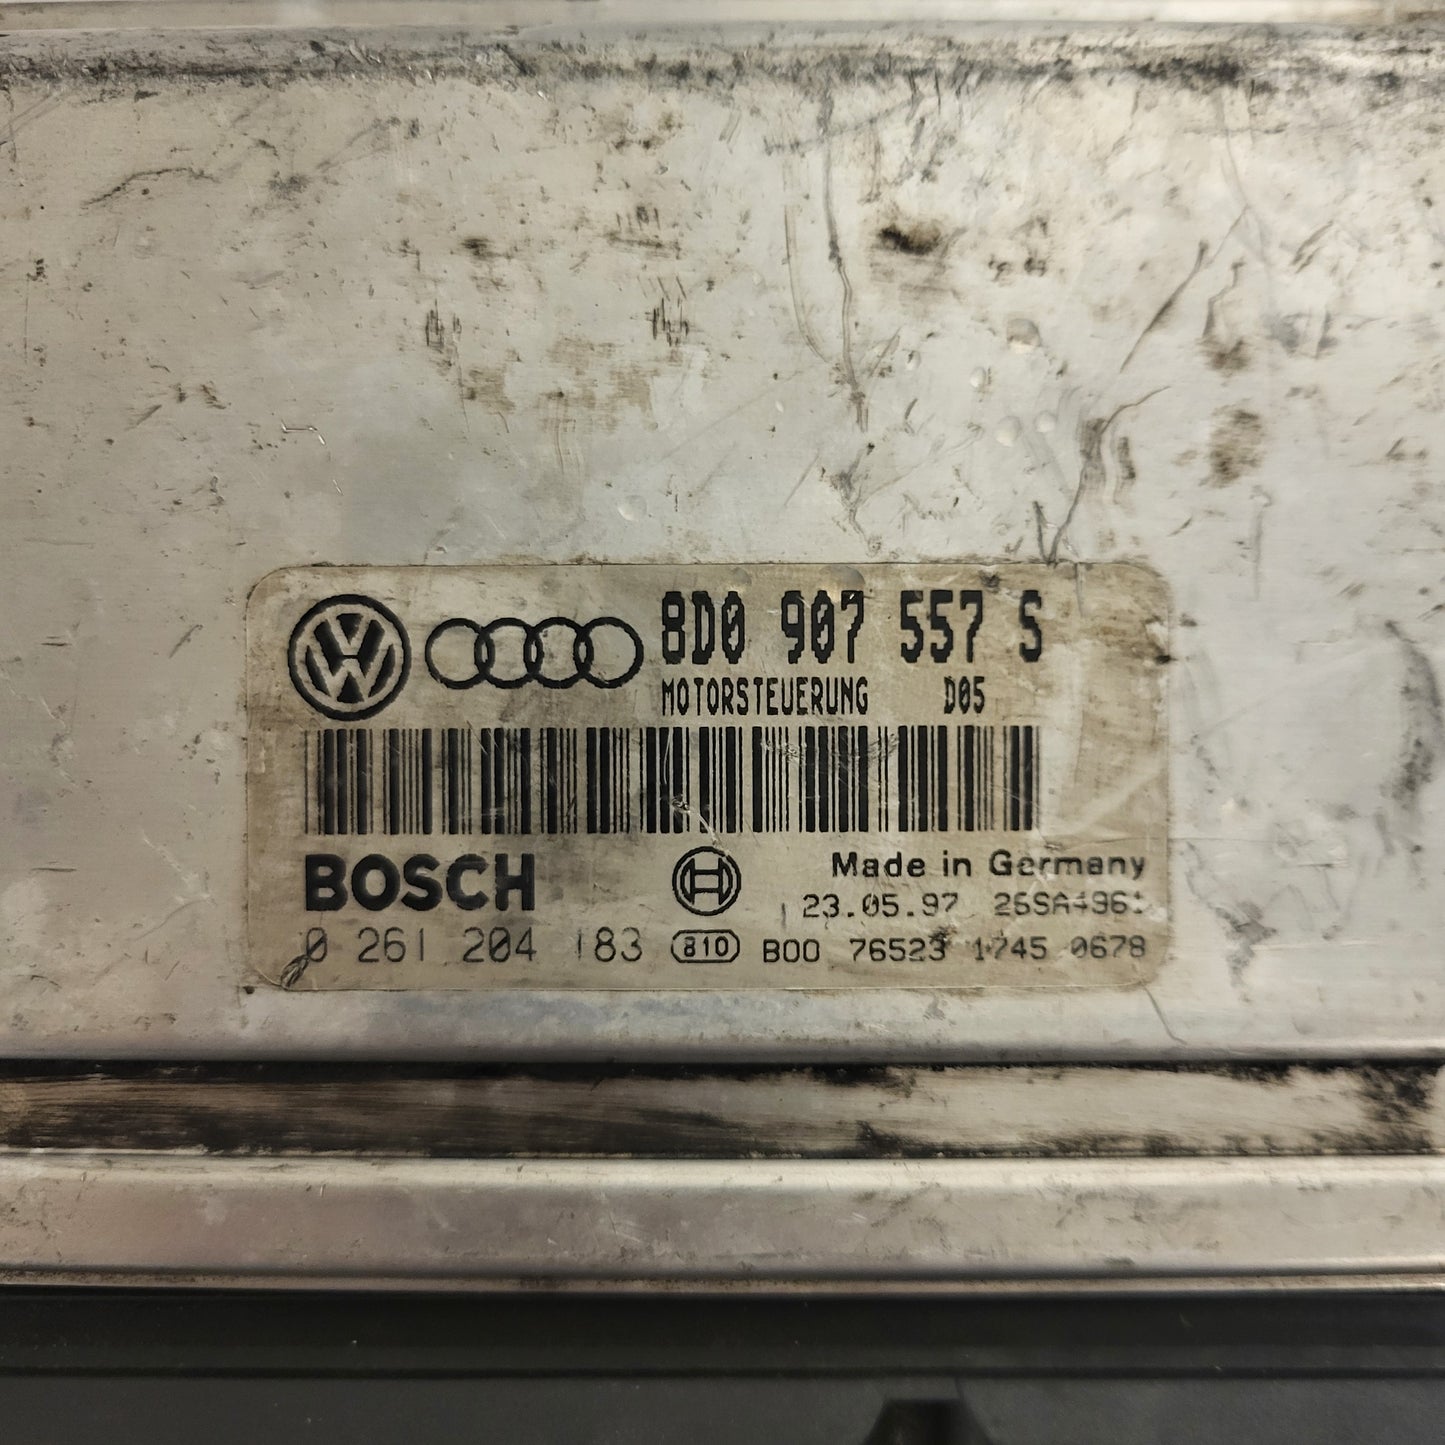 8D0 907 557 S
MOTORSTEUERUNG D05
BOSCH
Made in Germany
23.05.97
0 261 204 183 810 B00 76523 1745 0678